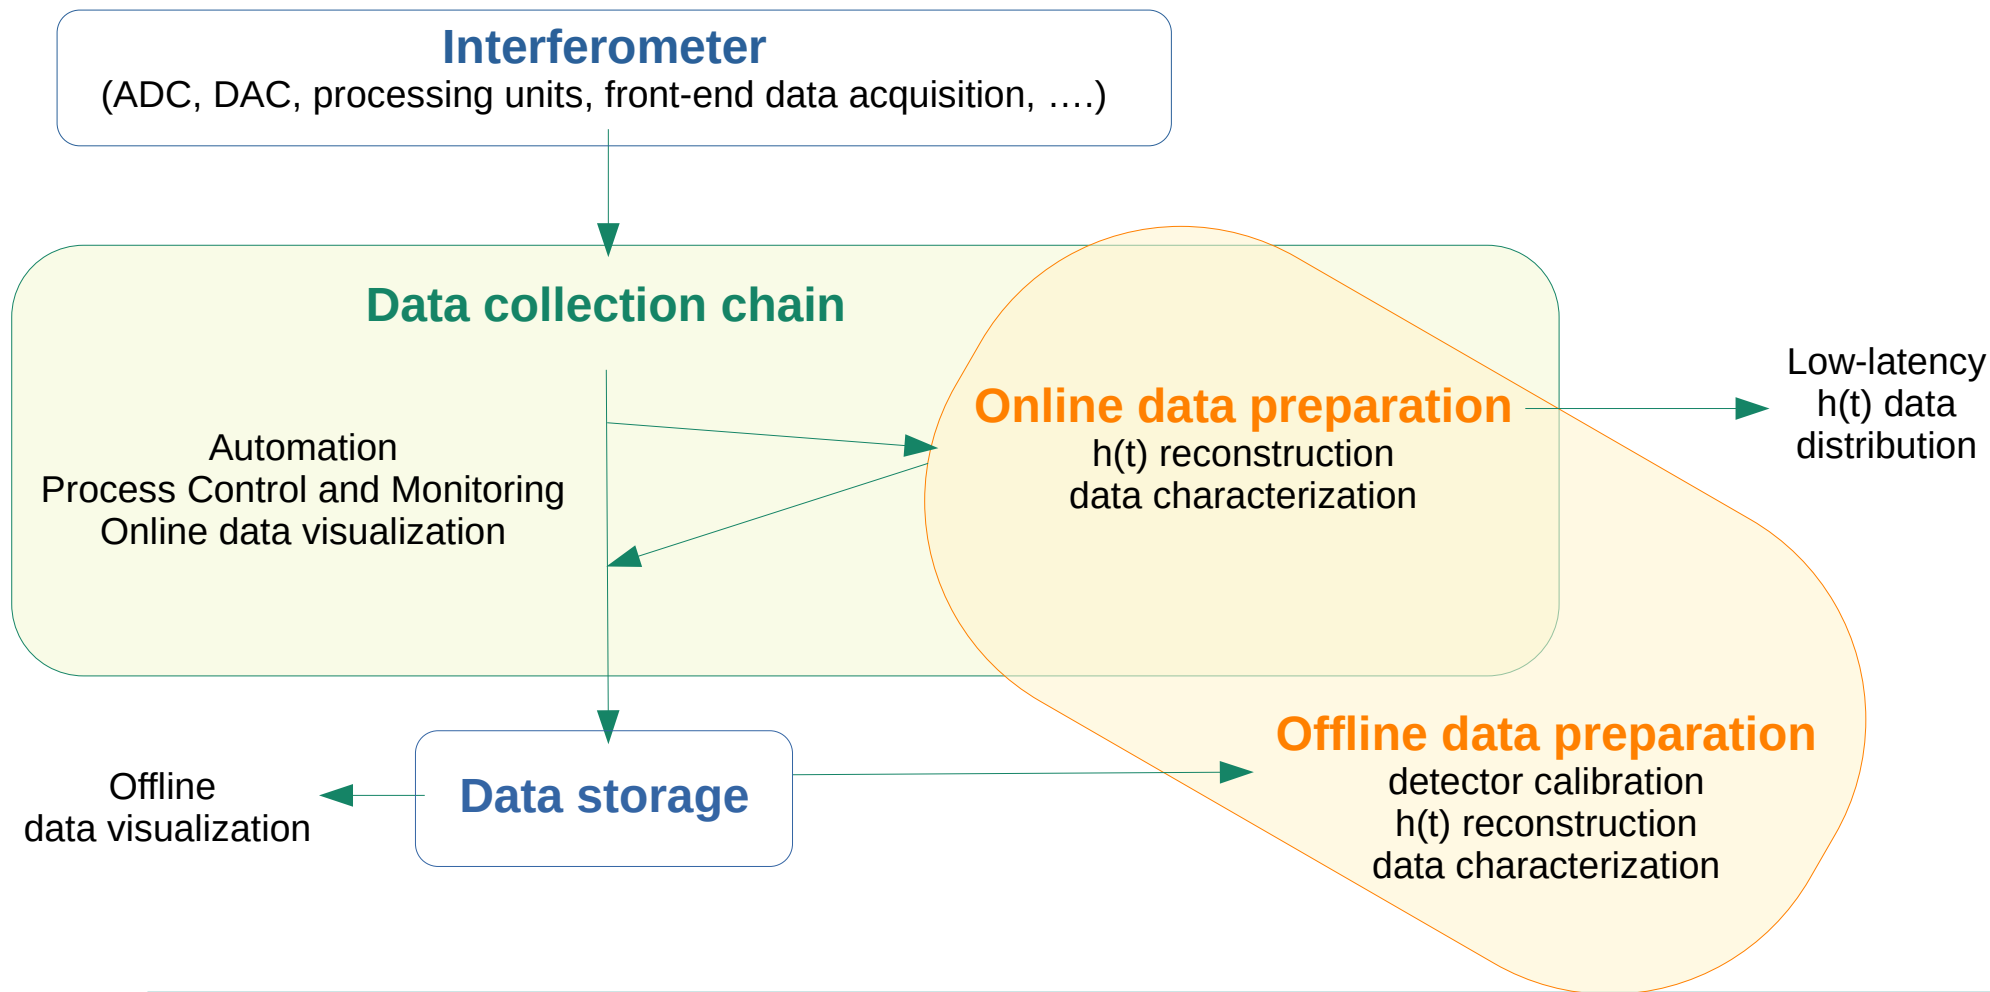 Interferometer
(ADC, DAC, processing units, front-end data acquisition, ….)
Data collection chain
Automation
Process Control and Monitoring
Online data visualization
Online data preparation
h(t) reconstruction
data characterization
Low-latency
h(t) data
distribution
Offline
data visualization
Data storage
Offline data preparation
detector calibration
h(t) reconstruction
data characterization